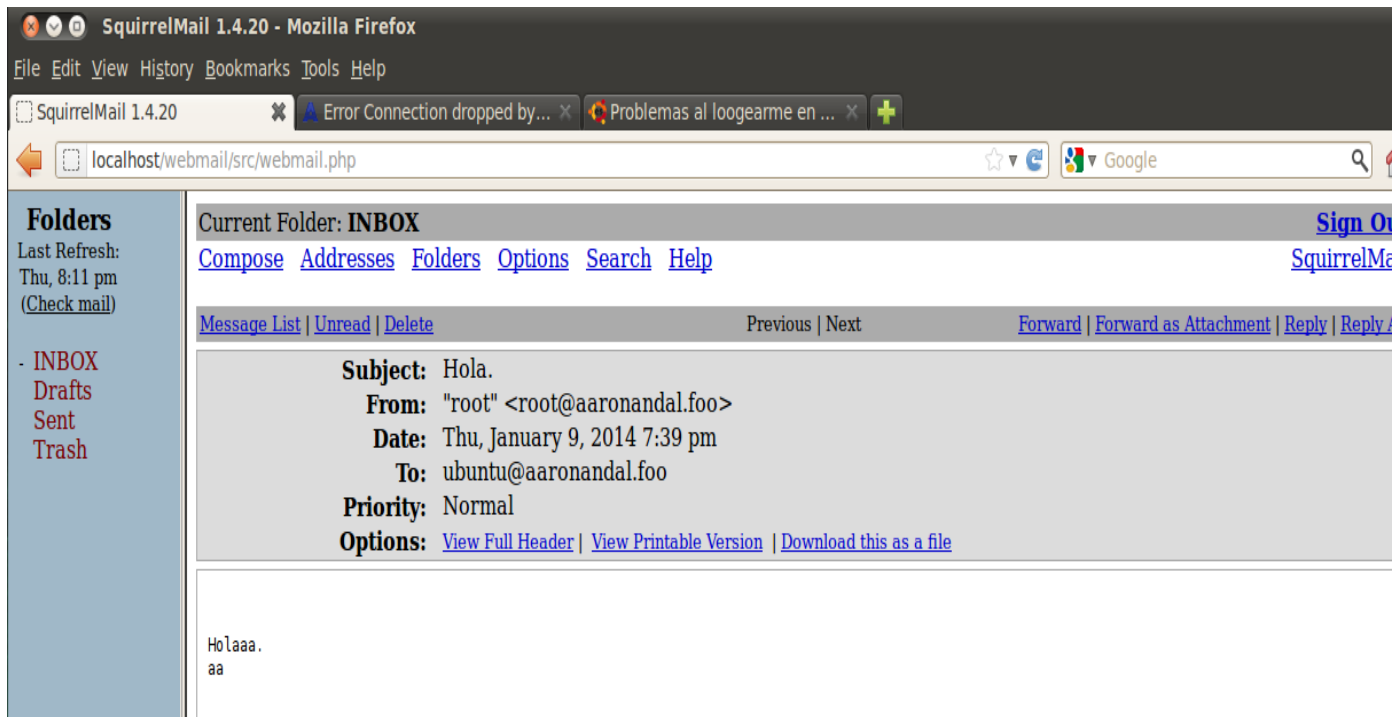 SquirrelMail 1.4.20 - Mozilla Firefox
File Edit View History Bookmarks Tools Help
SquirrelMail 1.4.20
Error Connection dropped by...
Problemas al loogearme en ...
localhost/webmail/src/webmail.php
Google
Folders
Last Refresh:
Thu, 8:11 pm
(Check mail)
- INBOX
Drafts
Sent
Trash
Current Folder: INBOX
Sign Ou
Compose Addresses Folders Options Search Help
SquirrelMa
Message List | Unread | Delete
Previous | Next
Forward | Forward as Attachment | Reply | Reply A
Subject: Hola.
From: "root" <root@aaronandal.foo>
Date: Thu, January 9, 2014 7:39 pm
To: ubuntu@aaronandal.foo
Priority: Normal
Options: View Full Header | View Printable Version | Download this as a file
Holaaa.
aa